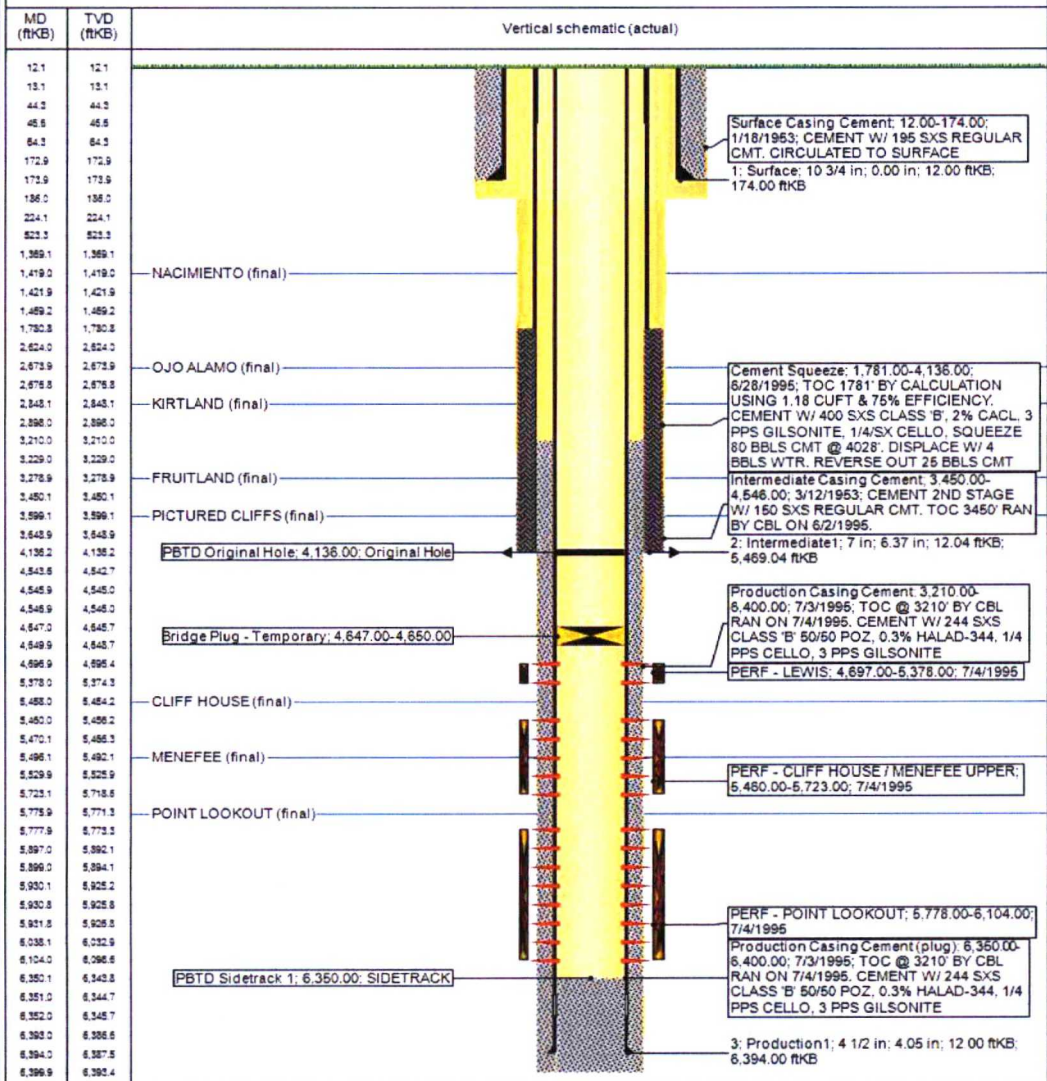 MD (ftKB)
TVD (ftKB)
Vertical schematic (actual)
12.1 12.1
13.1 13.1
44.3 44.3
45.6 45.6
64.3 64.3
172.9 172.9
173.9 173.9
186.0 186.0
224.1 224.1
523.3 523.3
1,369.1 1,369.1
1,419.0 1,419.0
1,421.9 1,421.9
1,469.2 1,469.2
1,780.8 1,780.8
2,624.0 2,624.0
2,673.9 2,673.9
2,676.8 2,676.8
2,848.1 2,848.1
2,898.0 2,898.0
3,210.0 3,210.0
3,229.0 3,229.0
3,278.9 3,278.9
3,450.1 3,450.1
3,599.1 3,599.1
3,648.9 3,648.9
4,136.2 4,136.2
4,543.6 4,542.7
4,545.9 4,545.0
4,546.9 4,546.0
4,647.0 4,645.7
4,649.9 4,648.7
4,696.9 4,695.4
5,378.0 5,374.3
5,458.0 5,454.2
5,460.0 5,456.2
5,470.1 5,466.3
5,496.1 5,492.1
5,529.9 5,525.9
5,723.1 5,718.6
5,775.9 5,771.3
5,777.9 5,773.3
5,897.0 5,892.1
5,899.0 5,894.1
5,930.1 5,925.2
5,930.8 5,925.8
5,931.8 5,926.8
6,038.1 6,032.9
6,104.0 6,098.6
6,350.1 6,343.8
6,351.0 6,344.7
6,352.0 6,345.7
6,393.0 6,386.6
6,394.0 6,387.5
6,399.9 6,393.4
NACIMIENTO (final)
OJO ALAMO (final)
KIRTLAND (final)
FRUITLAND (final)
PICTURED CLIFFS (final)
PBTD Original Hole; 4,136.00; Original Hole
Bridge Plug - Temporary; 4,647.00-4,650.00
CLIFF HOUSE (final)
MENEFEE (final)
POINT LOOKOUT (final)
PBTD Sidetrack 1; 6,350.00; SIDETRACK
Surface Casing Cement; 12.00-174.00;
1/18/1953; CEMENT W/ 195 SXS REGULAR
CMT. CIRCULATED TO SURFACE
1; Surface; 10 3/4 in; 0.00 in; 12.00 ftKB;
174.00 ftKB
Cement Squeeze; 1,781.00-4,136.00;
6/28/1995; TOC 1781' BY CALCULATION
USING 1.18 CUFT & 75% EFFICIENCY.
CEMENT W/ 400 SXS CLASS 'B', 2% CACL, 3
PPS GILSONITE, 1/4/SX CELLO, SQUEEZE
80 BBLS CMT @ 4028'. DISPLACE W/ 4
BBLS WTR. REVERSE OUT 25 BBLS CMT
Intermediate Casing Cement; 3,450.00-
4,546.00; 3/12/1953; CEMENT 2ND STAGE
W/ 150 SXS REGULAR CMT. TOC 3450' RAN
BY CBL ON 6/2/1995.
2; Intermediate1; 7 in; 6.37 in; 12.04 ftKB;
5,469.04 ftKB
Production Casing Cement; 3,210.00-
6,400.00; 7/3/1995; TOC @ 3210' BY CBL
RAN ON 7/4/1995. CEMENT W/ 244 SXS
CLASS 'B' 50/50 POZ, 0.3% HALAD-344, 1/4
PPS CELLO, 3 PPS GILSONITE
PERF - LEWIS; 4,697.00-5,378.00; 7/4/1995
PERF - CLIFF HOUSE / MENEFEE UPPER;
5,460.00-5,723.00; 7/4/1995
PERF - POINT LOOKOUT; 5,778.00-6,104.00;
7/4/1995
Production Casing Cement (plug); 6,350.00-
6,400.00; 7/3/1995; TOC @ 3210' BY CBL
RAN ON 7/4/1995. CEMENT W/ 244 SXS
CLASS 'B' 50/50 POZ, 0.3% HALAD-344, 1/4
PPS CELLO, 3 PPS GILSONITE
3; Production1; 4 1/2 in; 4.05 in; 12.00 ftKB;
6,394.00 ftKB